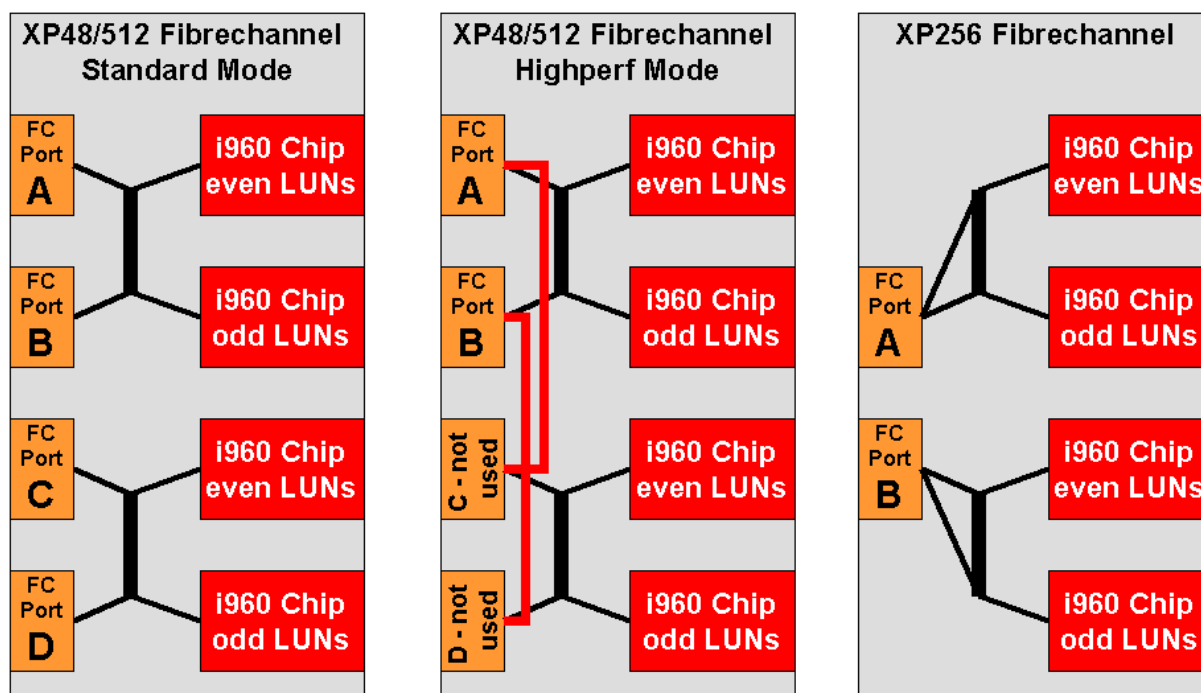 XP48/512 Fibrechannel
Standard Mode
FC
Port
A
i960 Chip
even LUNs
FC
Port
B
i960 Chip
odd LUNs
FC
Port
C
i960 Chip
even LUNs
FC
Port
D
i960 Chip
odd LUNs
XP48/512 Fibrechannel
Highperf Mode
FC
Port
A
i960 Chip
even LUNs
FC
Port
B
i960 Chip
odd LUNs
C - not
used
i960 Chip
even LUNs
D - not
used
i960 Chip
odd LUNs
XP256 Fibrechannel
i960 Chip
even LUNs
FC
Port
A
i960 Chip
odd LUNs
FC
Port
B
i960 Chip
even LUNs
i960 Chip
odd LUNs